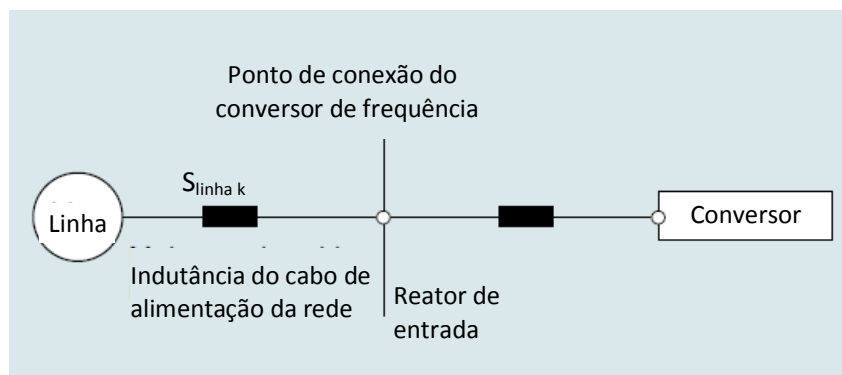 Ponto de conexão do
conversor de frequência
S linha k
Linha
Conversor
Indutância do cabo de
alimentação da rede
Reator de
entrada